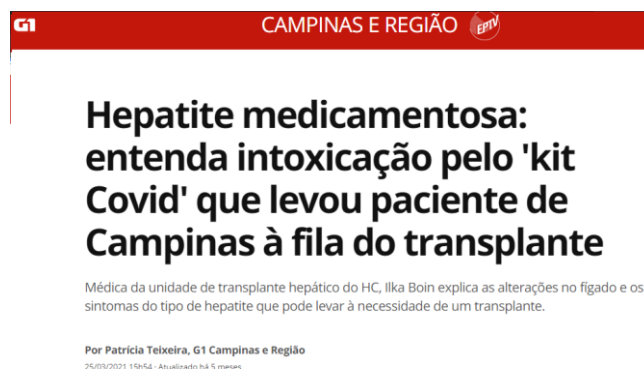 G1
CAMPINAS E REGIÃO EPTV
Hepatite medicamentosa:
entenda intoxicação pelo 'kit
Covid' que levou paciente de
Campinas à fila do transplante
Médica da unidade de transplante hepático do HC, Ilka Boin explica as alterações no fígado e os
sintomas do tipo de hepatite que pode levar à necessidade de um transplante.
Por Patrícia Teixeira, G1 Campinas e Região
25/03/2021 15h54 · Atualizado há 5 meses